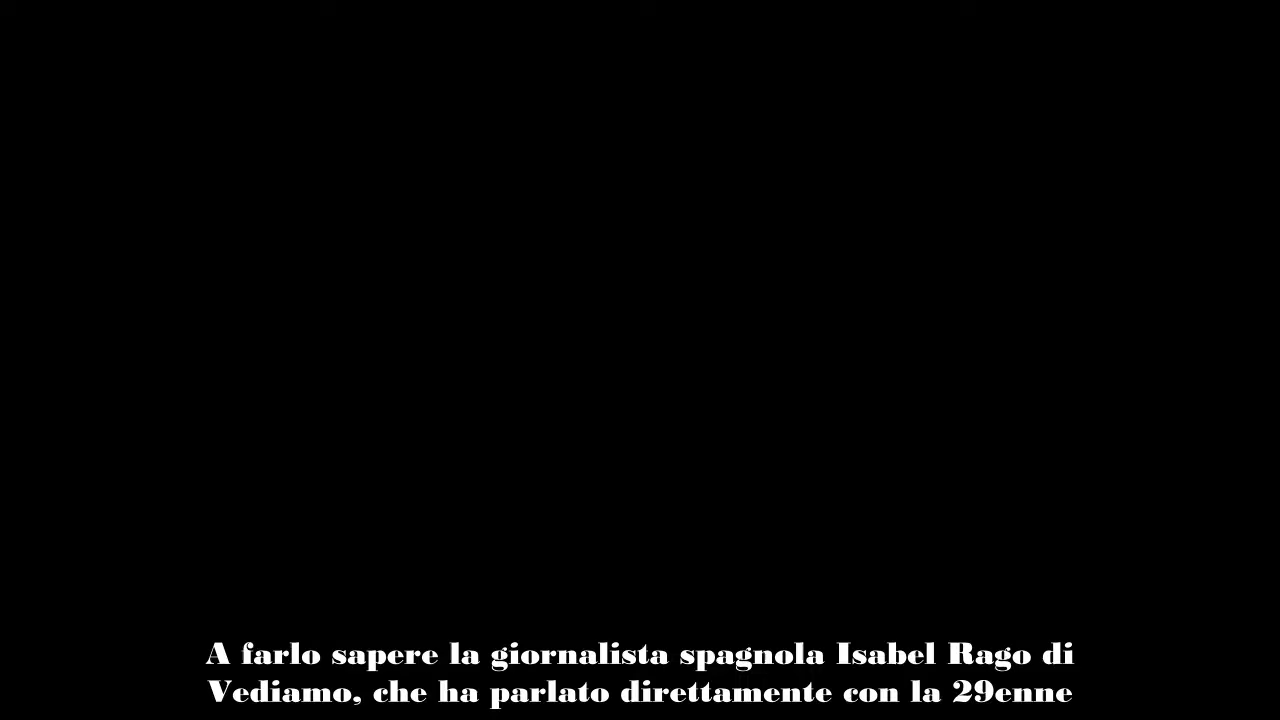 A farlo sapere la giornalista spagnola Isabel Rago di
Vediamo, che ha parlato direttamente con la 29enne